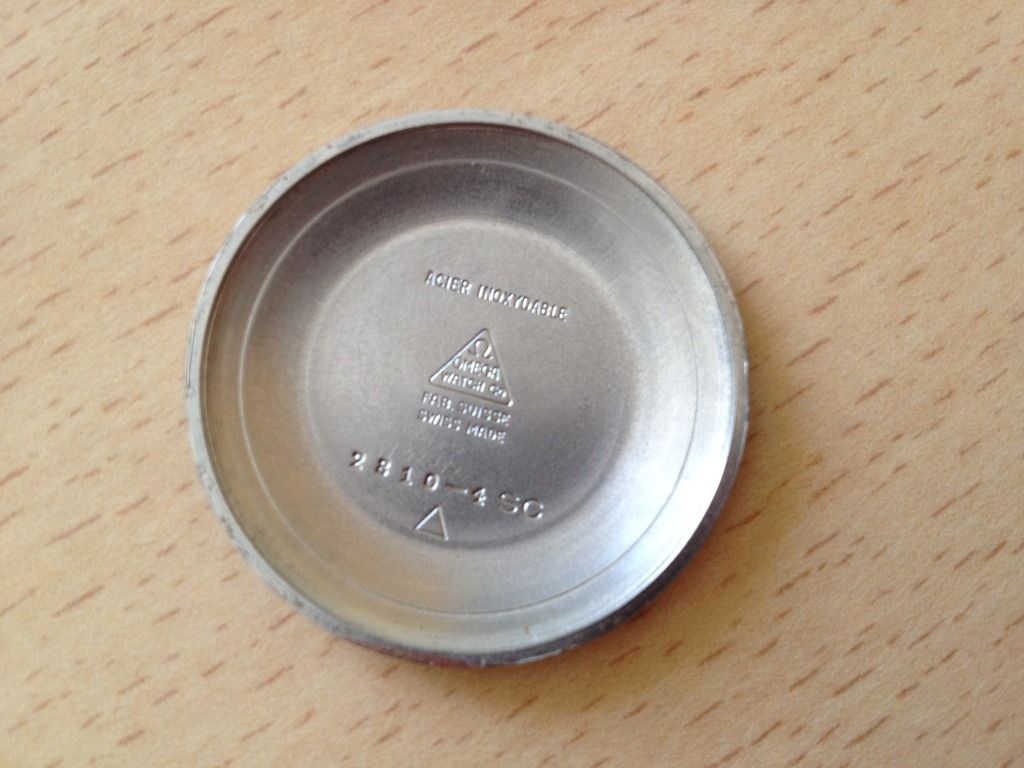 ACIER INOXYDABLE
Ω
OMEGA
WATCH CO
FAB. SUISSE
SWISS MADE
2810-4 SC